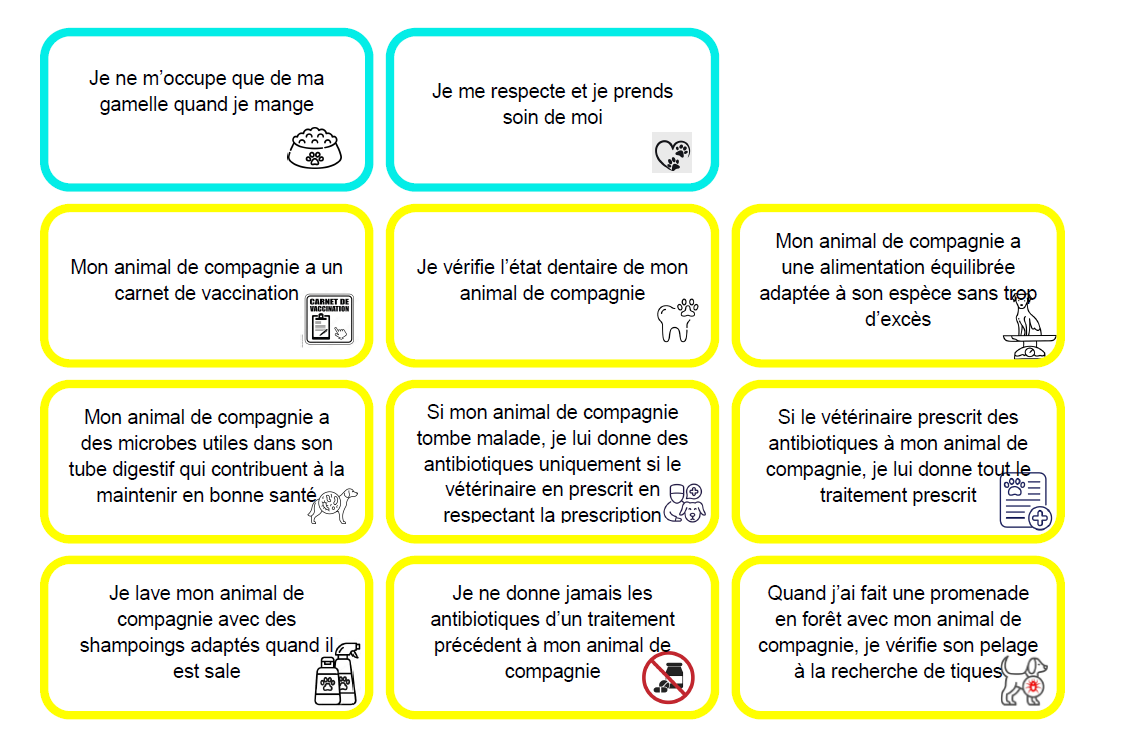 Je ne m’occupe que de ma
gamelle quand je mange
Je me respecte et je prends
soin de moi
Mon animal de compagnie a un
carnet de vaccination
CARNET DE
VACCINATION
Je vérifie l’état dentaire de mon
animal de compagnie
Mon animal de compagnie a
une alimentation équilibrée
adaptée à son espèce sans trop
d’excès
Mon animal de compagnie a
des microbes utiles dans son
tube digestif qui contribuent à la
maintenir en bonne santé
Si mon animal de compagnie
tombe malade, je lui donne des
antibiotiques uniquement si le
vétérinaire en prescrit en
respectant la prescription
Si le vétérinaire prescrit des
antibiotiques à mon animal de
compagnie, je lui donne tout le
traitement prescrit
Je lave mon animal de
compagnie avec des
shampoings adaptés quand il
est sale
Je ne donne jamais les
antibiotiques d’un traitement
précédent à mon animal de
compagnie
Quand j’ai fait une promenade
en forêt avec mon animal de
compagnie, je vérifie son pelage
à la recherche de tiques